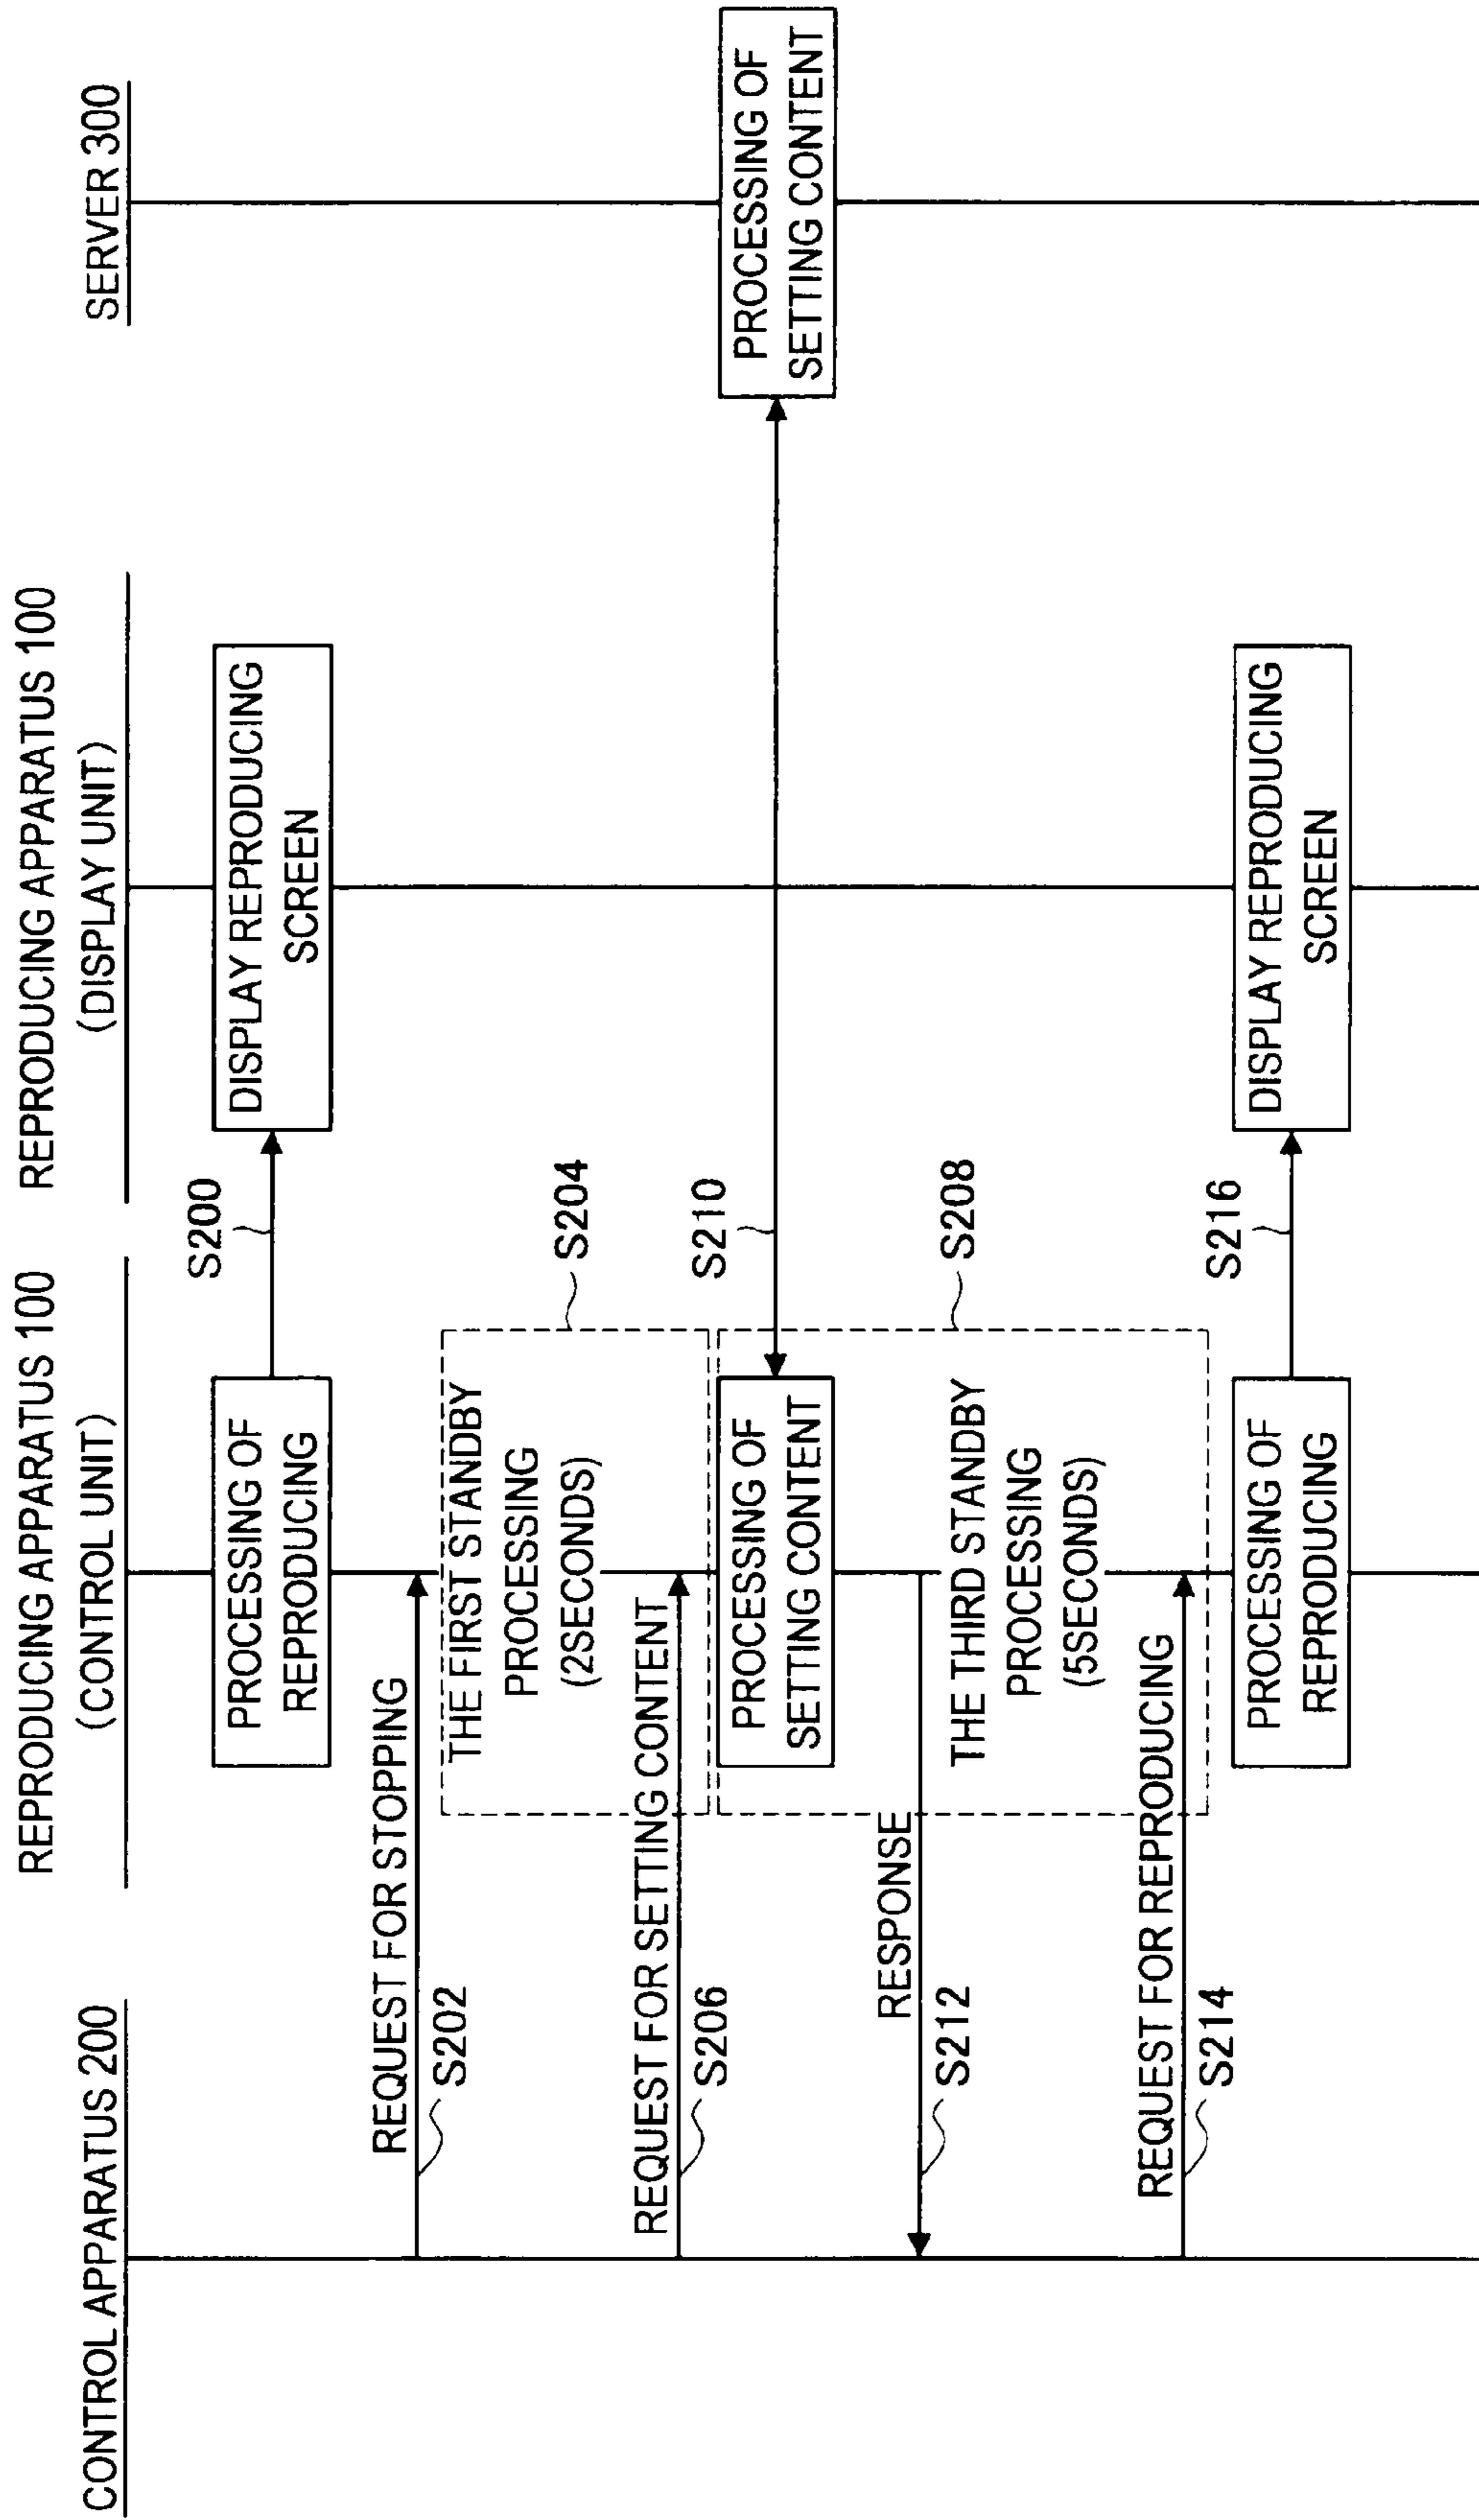 CONTROL APPARATUS 200
REPRODUCING APPARATUS 100
(CONTROL UNIT)
REPRODUCING APPARATUS 100
(DISPLAY UNIT)
SERVER 300
PROCESSING OF
REPRODUCING
S200
DISPLAY REPRODUCING
SCREEN
REQUEST FOR STOPPING
S202
THE FIRST STANDBY
PROCESSING
(2SECONDS)
S204
REQUEST FOR SETTING CONTENT
S206
PROCESSING OF
SETTING CONTENT
S210
PROCESSING OF
SETTING CONTENT
RESPONSE
S212
THE THIRD STANDBY
PROCESSING
(5SECONDS)
S208
REQUEST FOR REPRODUCING
S214
PROCESSING OF
REPRODUCING
S216
DISPLAY REPRODUCING
SCREEN